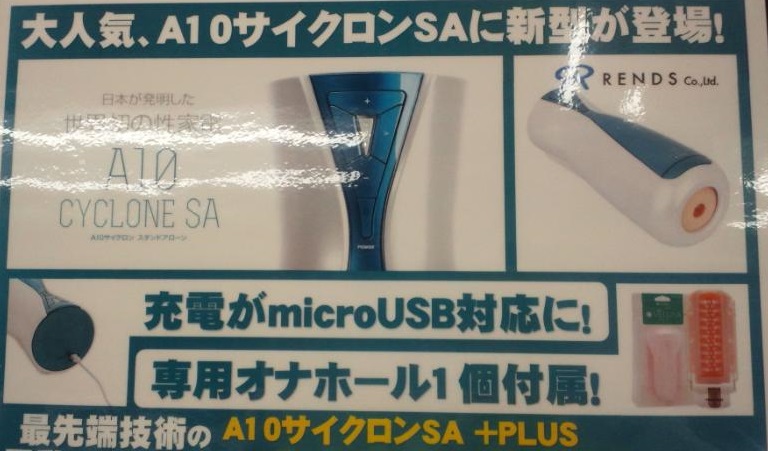 大人気、A10サイクロンSAに新型が登場!
日本が発明した
世界初の性家電
A10
CYCLONE SA
A10サイクロン スタンドアローン
POWER
RENDS Co.,Ltd.
充電がmicroUSB対応に!
専用オナホール1個付属!
最先端技術の A10サイクロンSA +PLUS